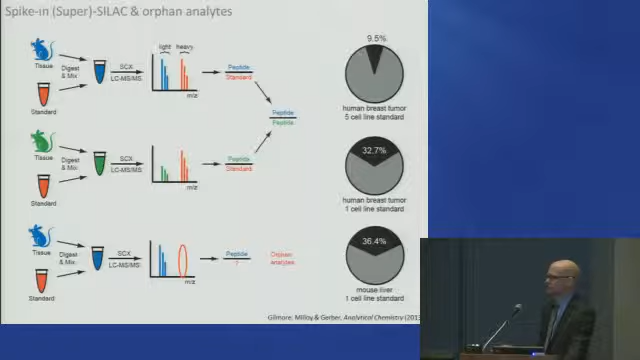 Spike-in (Super)-SILAC & orphan analytes
light heavy
9.5%
Tissue
Digest
& Mix
SCX
LC-MS/MS
Peptide
Standard
m/z
Standard
human breast tumor
5 cell line standard
Peptide
Peptide
32.7%
Tissue
Digest
& Mix
SCX
LC-MS/MS
Peptide
Standard
m/z
Standard
human breast tumor
1 cell line standard
36.4%
Tissue
Digest
& Mix
SCX
LC-MS/MS
Peptide
Orphan
analytes
m/z
Standard
mouse liver
1 cell line standard
Gilmore, Milloy & Gerber, Analytical Chemistry (2013